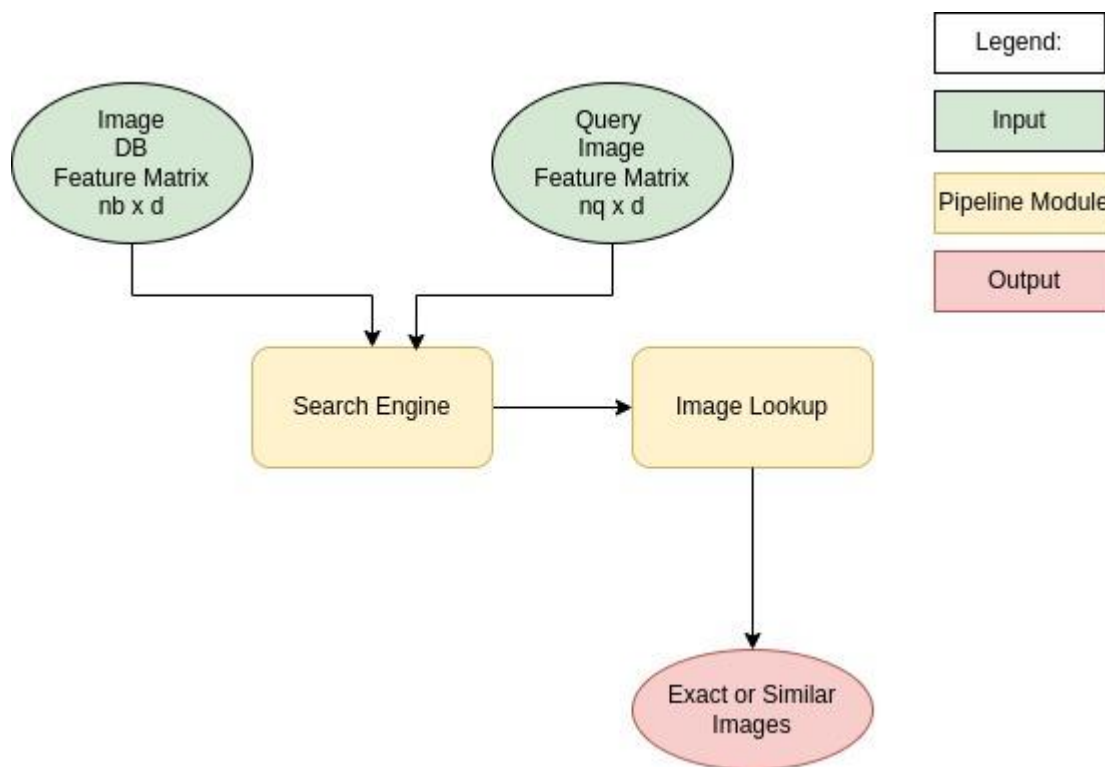 Legend:
Image
DB
Feature Matrix
nb x d
Query
Image
Feature Matrix
nq x d
Input
Pipeline Module
Output
Search Engine
Image Lookup
Exact or Similar
Images